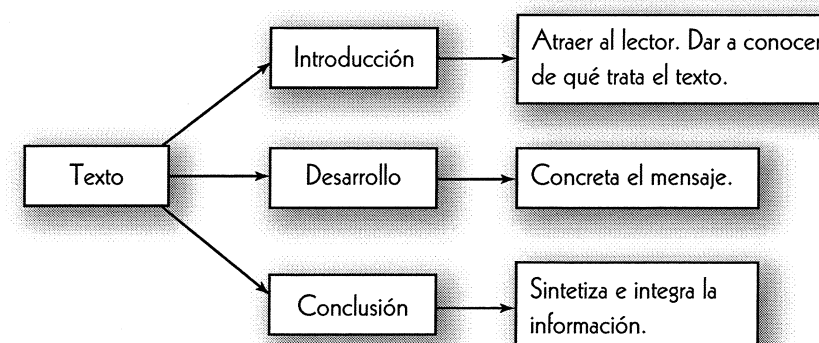 Introducción
Atraer al lector. Dar a conocer
de qué trata el texto.
Texto
Desarrollo
Concreta el mensaje.
Conclusión
Sintetiza e integra la
información.